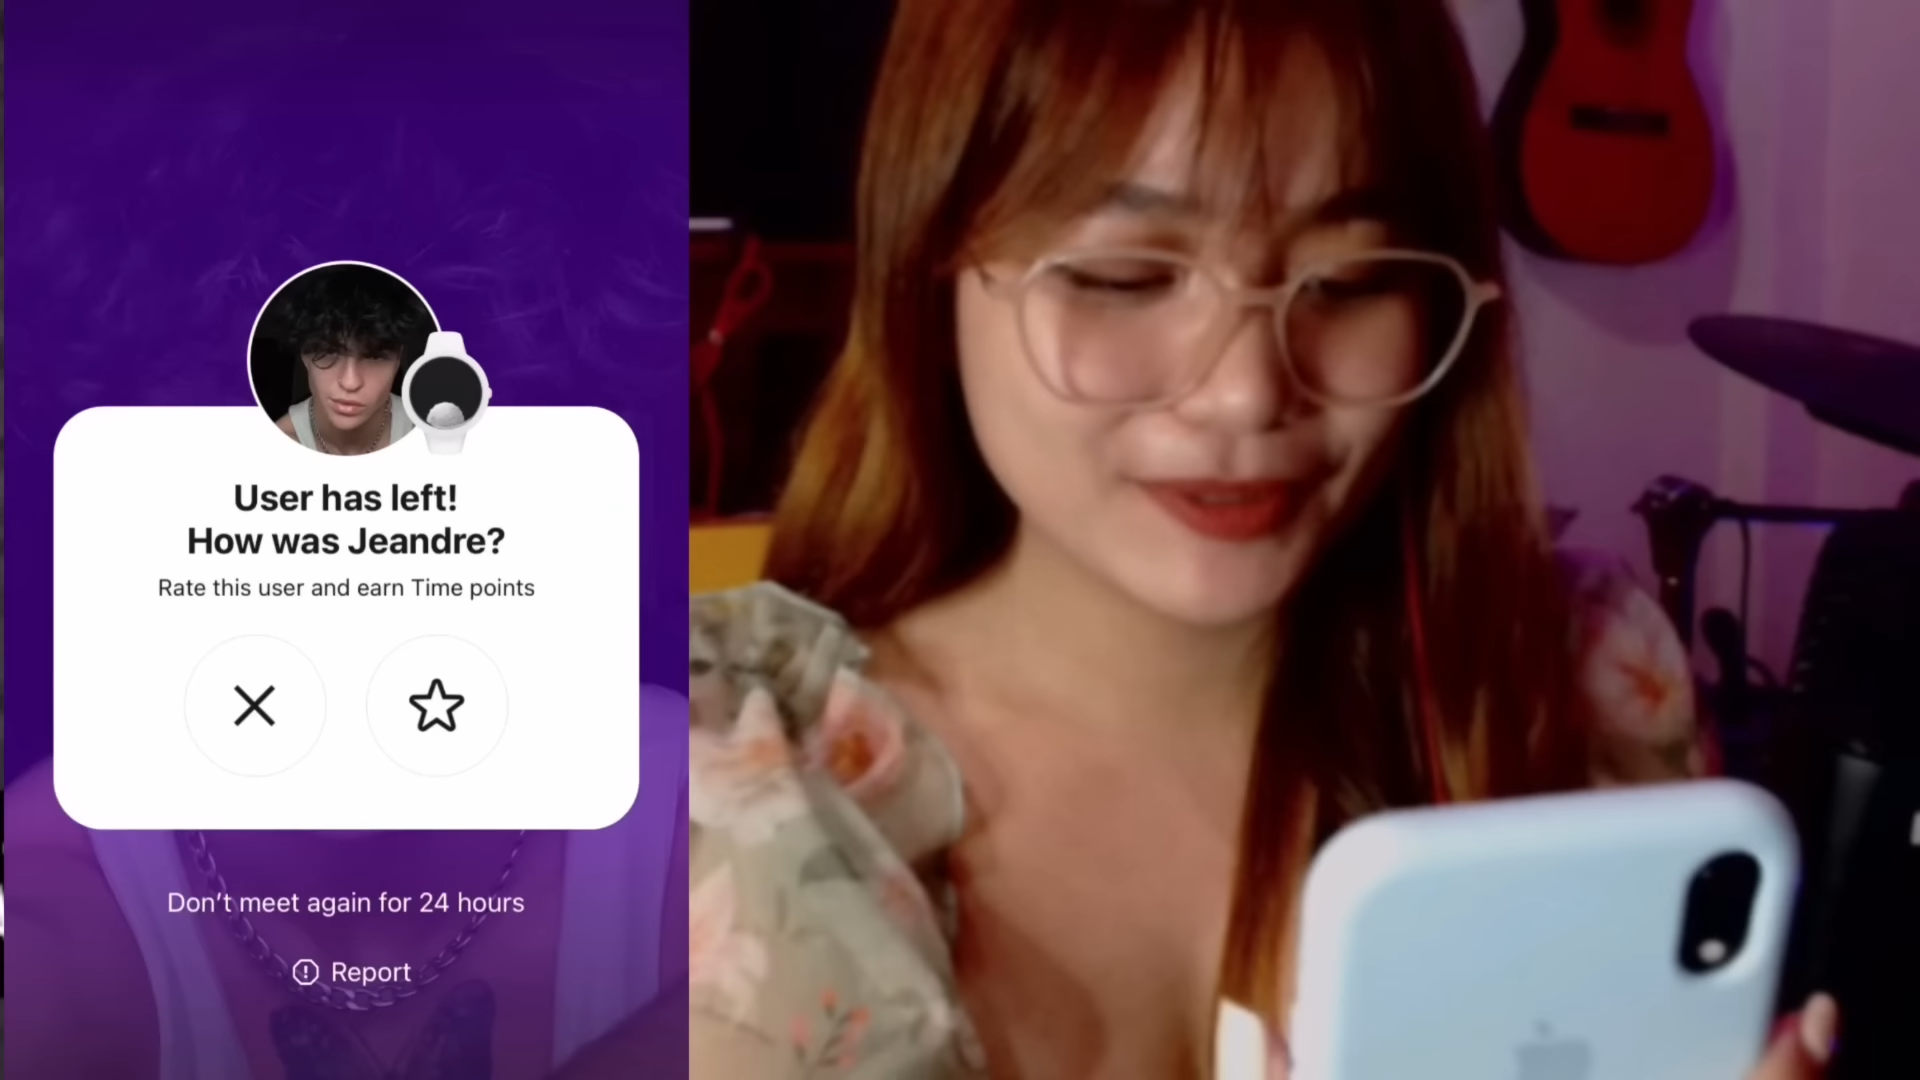 User has left!
How was Jeandre?
Rate this user and earn Time points
Don't meet again for 24 hours
Report